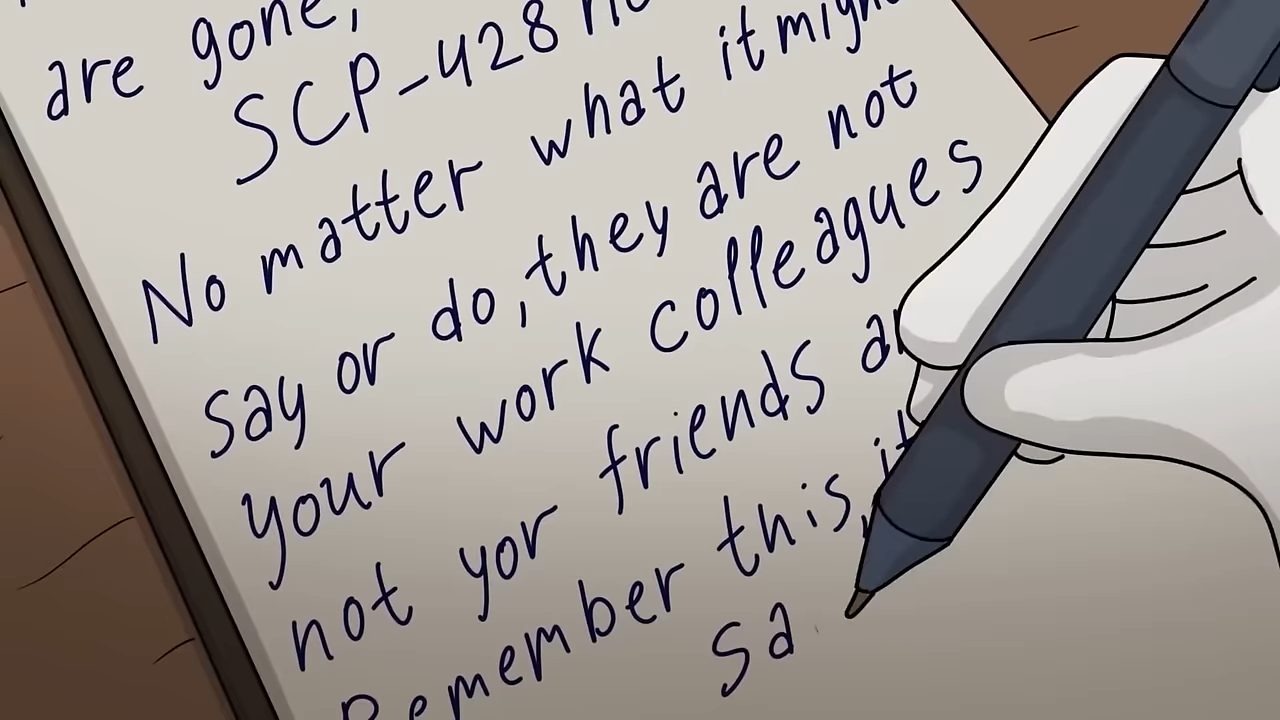 are gone,
SCP-428
No matter what it
say or do, they are not
your work colleagues
not yor friends
Remember this,
sa